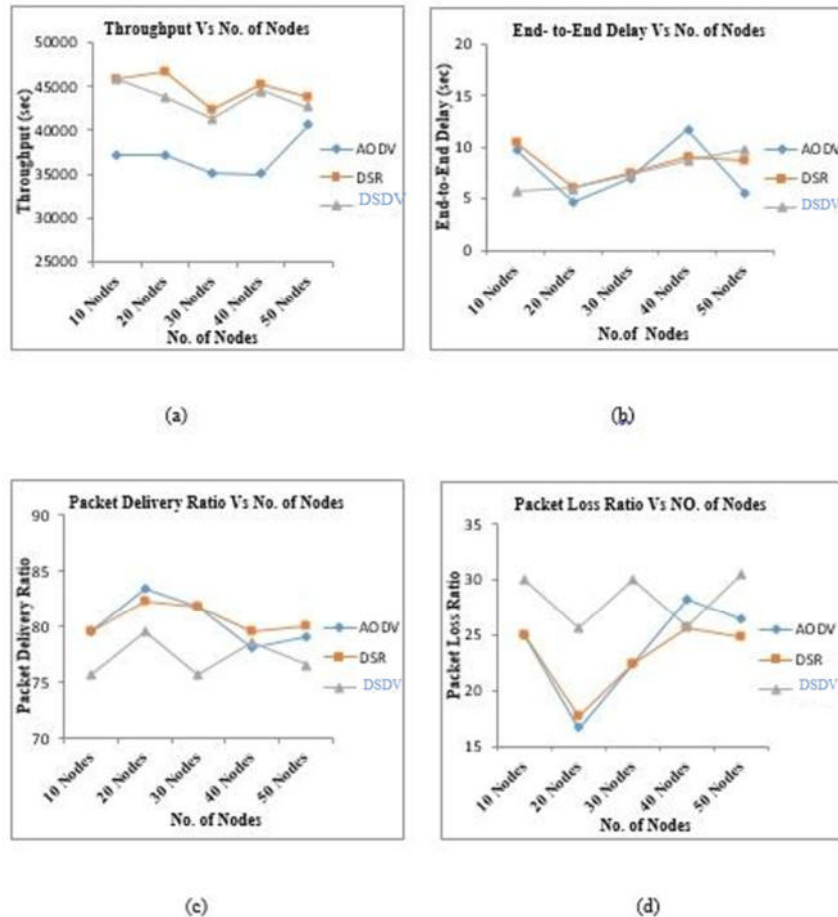 Throughput Vs No. of Nodes
50000
45000
40000
35000
30000
25000
Throughput (sec)
AODV
DSR
DSDV
10 Nodes
20 Nodes
30 Nodes
40 Nodes
50 Nodes
No. of Nodes
(a)
End- to-End Delay Vs No. of Nodes
20
15
10
5
0
End-to-End Delay (sec)
AODV
DSR
DSDV
10 Nodes
20 Nodes
30 Nodes
40 Nodes
50 Nodes
No.of Nodes
(b)
Packet Delivery Ratio Vs No. of Nodes
90
85
80
75
70
Packet Delivery Ratio
AODV
DSR
DSDV
10 Nodes
20 Nodes
30 Nodes
40 Nodes
50 Nodes
No. of Nodes
(c)
Packet Loss Ratio Vs NO. of Nodes
35
30
25
20
15
Packet Loss Ratio
AODV
DSR
DSDV
10 Nodes
20 Nodes
30 Nodes
40 Nodes
50 Nodes
No. of Nodes
(d)